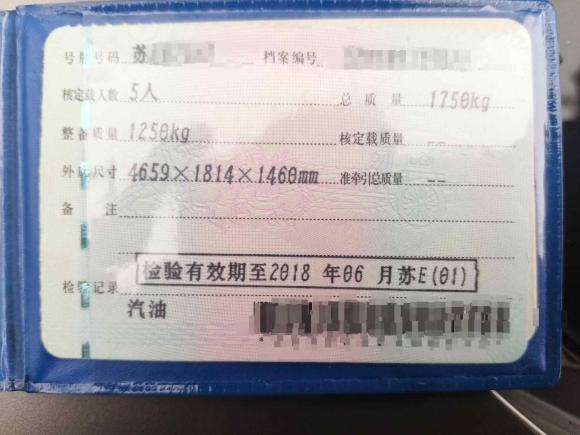 号牌号码 苏 档案编号
核定载人数 5人 总质量 1750kg
整备质量 1250kg 核定载质量 --
外廓尺寸 4659×1814×1460mm 准牵引总质量 --
备注
检验有效期至2018 年06 月苏E(01)
检验记录
汽油